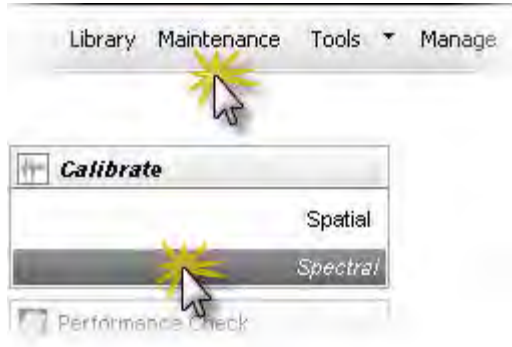 Library Maintenance Tools Manage
Calibrate
Spatial
Spectral
Performance Check